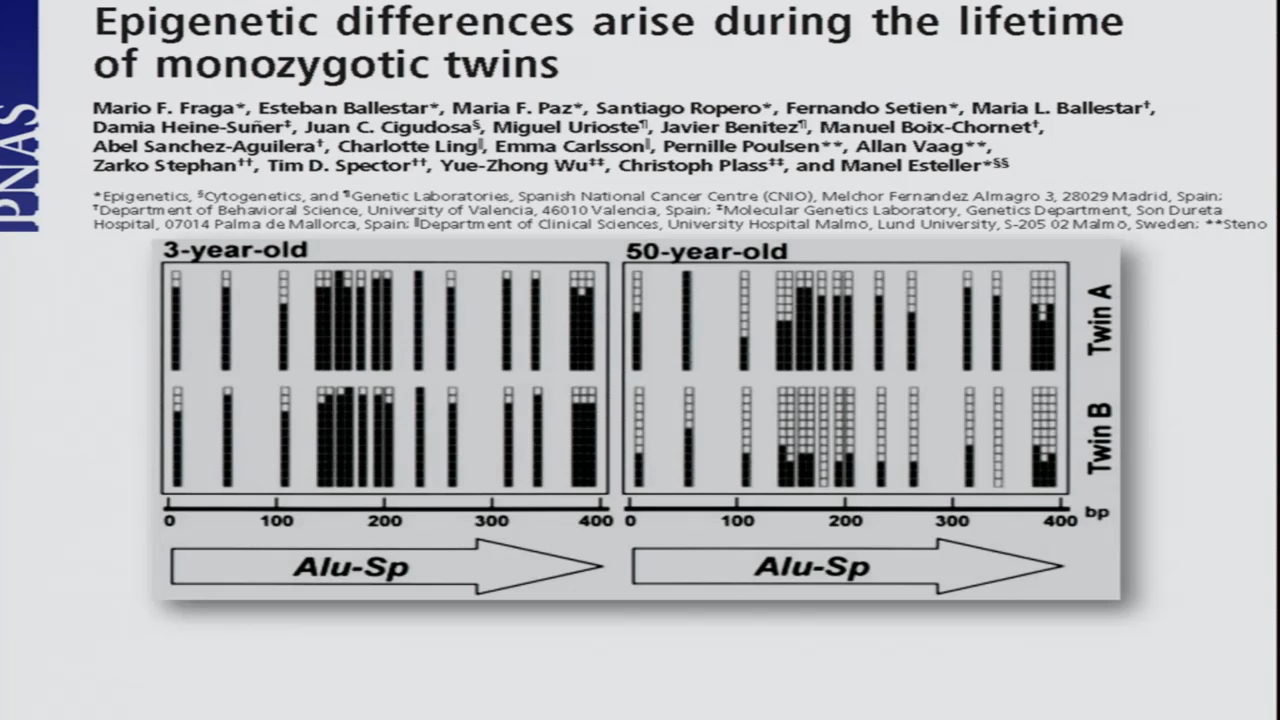 PNAS
Epigenetic differences arise during the lifetime
of monozygotic twins
Mario F. Fraga*, Esteban Ballestar*, Maria F. Paz*, Santiago Ropero*, Fernando Setien*, Maria L. Ballestar†,
Damia Heine-Suñer‡, Juan C. Cigudosa§, Miguel Urioste¶, Javier Benitez¶, Manuel Boix-Chornet†,
Abel Sanchez-Aguilera†, Charlotte Ling‖, Emma Carlsson‖, Pernille Poulsen**, Allan Vaag**,
Zarko Stephan††, Tim D. Spector††, Yue-Zhong Wu‡‡, Christoph Plass‡‡, and Manel Esteller*§§
*Epigenetics, §Cytogenetics, and ¶Genetic Laboratories, Spanish National Cancer Centre (CNIO), Melchor Fernandez Almagro 3, 28029 Madrid, Spain;
†Department of Behavioral Science, University of Valencia, 46010 Valencia, Spain; ‡Molecular Genetics Laboratory, Genetics Department, Son Dureta
Hospital, 07014 Palma de Mallorca, Spain; ‖Department of Clinical Sciences, University Hospital Malmo, Lund University, S-205 02 Malmo, Sweden; **Steno
3-year-old 50-year-old
Twin A
Twin B
0 100 200 300 400 0 100 200 300 400 bp
Alu-Sp Alu-Sp